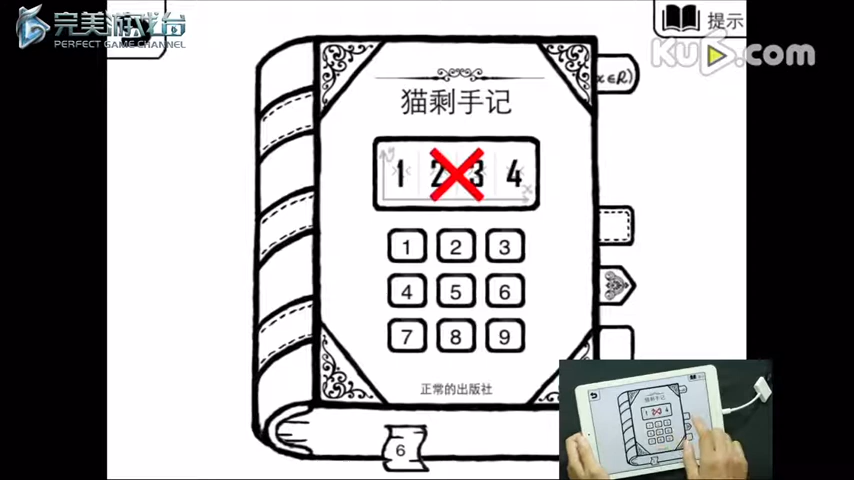 完美游戏台
PERFECT GAME CHANNEL
提示
Ku6.com
x∈R)
猫剩手记
y
1 2 3 4
x
1 2 3
4 5 6
7 8 9
正常的出版社
6